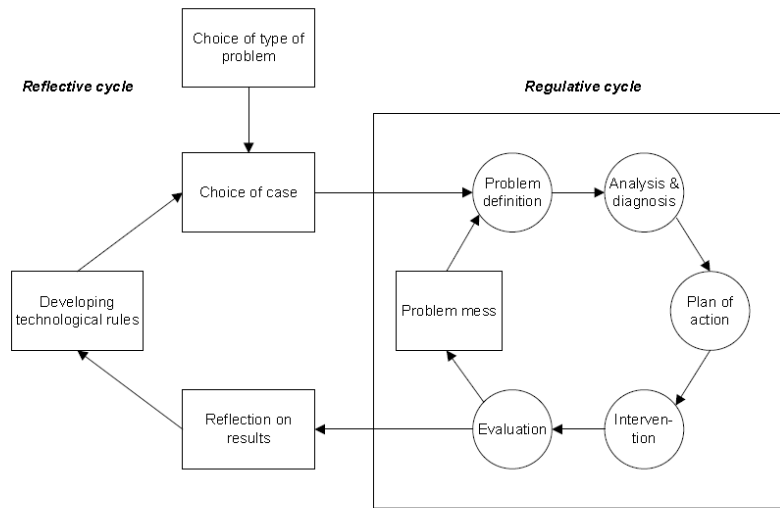 Choice of type of
problem
Reflective cycle
Regulative cycle
Choice of case
Problem
definition
Analysis &
diagnosis
Developing
technological rules
Problem mess
Plan of
action
Reflection on
results
Evaluation
Interven-
tion